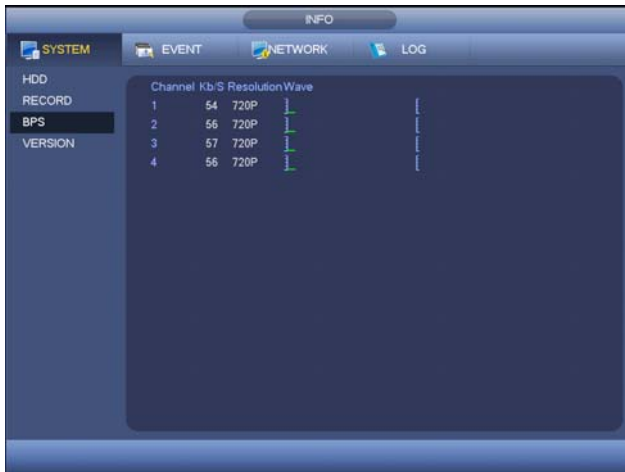 INFO
SYSTEM EVENT NETWORK LOG
HDD
RECORD
BPS
VERSION
Channel Kb/S Resolution Wave
1 54 720P
2 56 720P
3 57 720P
4 56 720P